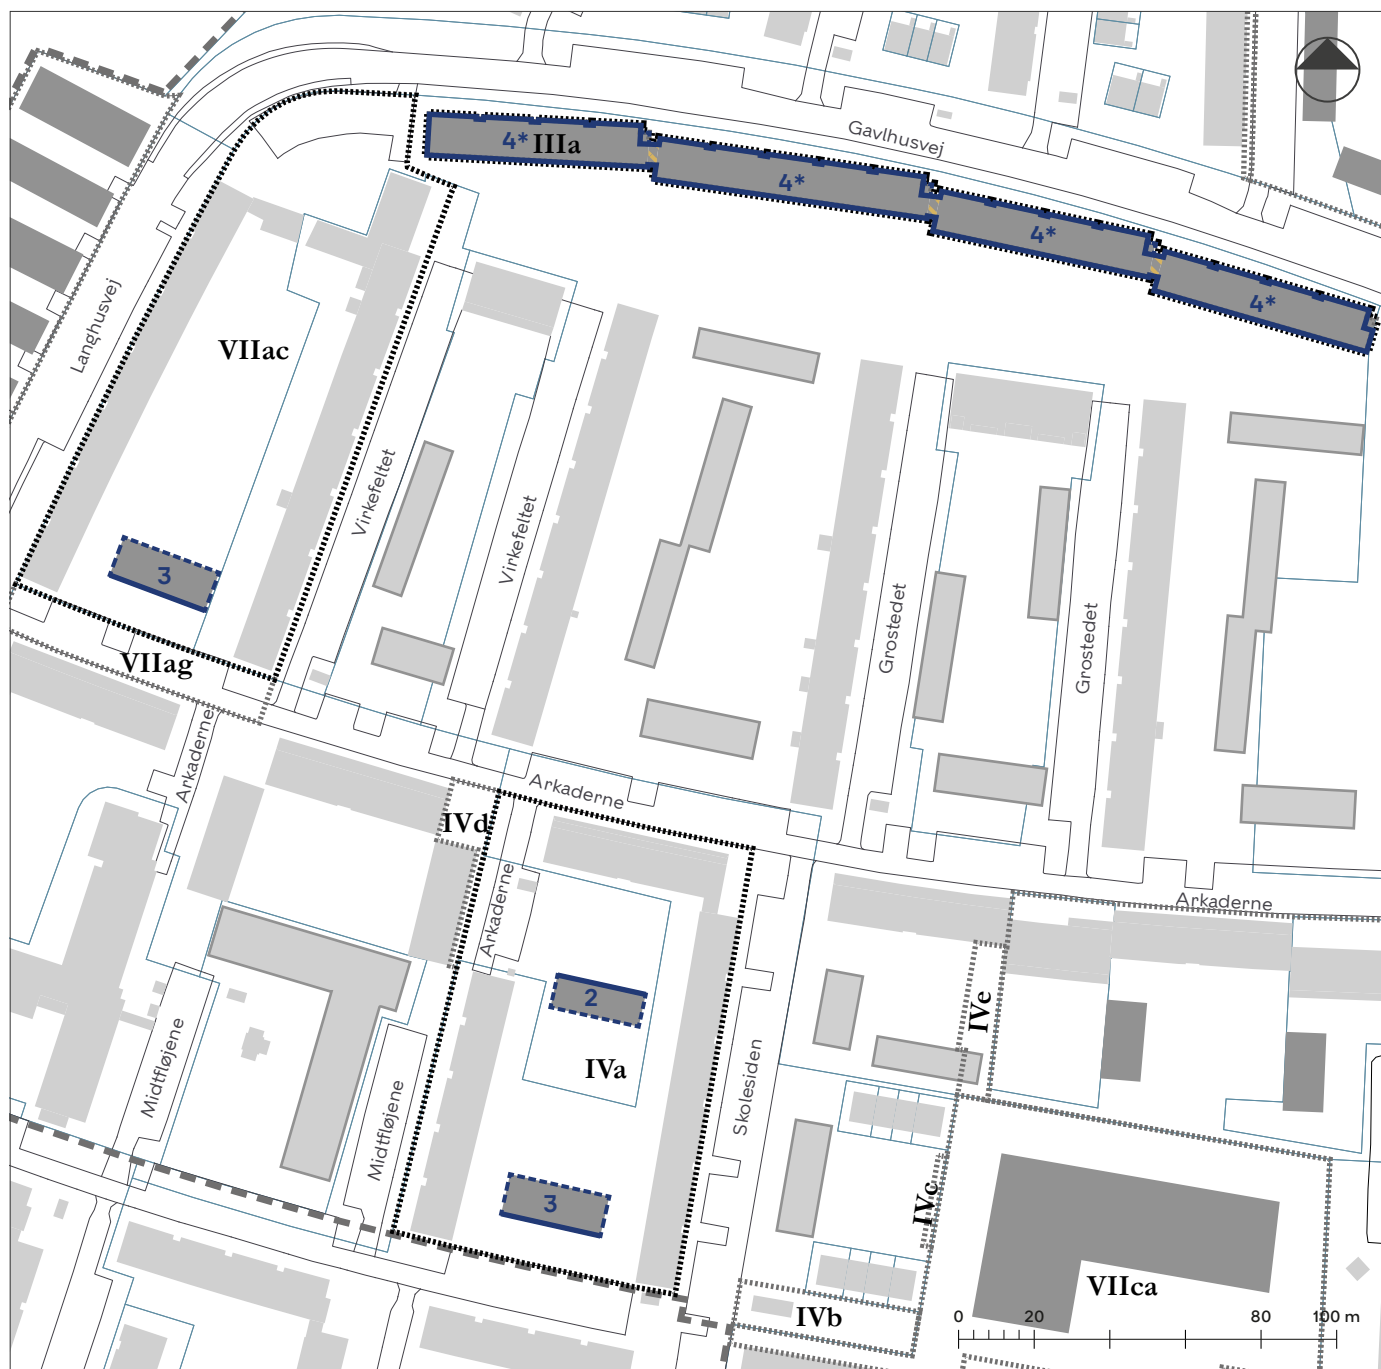 Gavlhusvej
4* IIIa
4*
4*
4*
Langhusvej
VIIac
Virkefeltet
Virkefeltet
Grostedet
Grostedet
3
VIIag
Arkaderne
Arkaderne
IVd
Arkaderne
Arkaderne
2
IVe
IVa
Midtfløjene
Midtfløjene
Skolesiden
3
IVc
VIIca
IVb
0 20 80 100 m